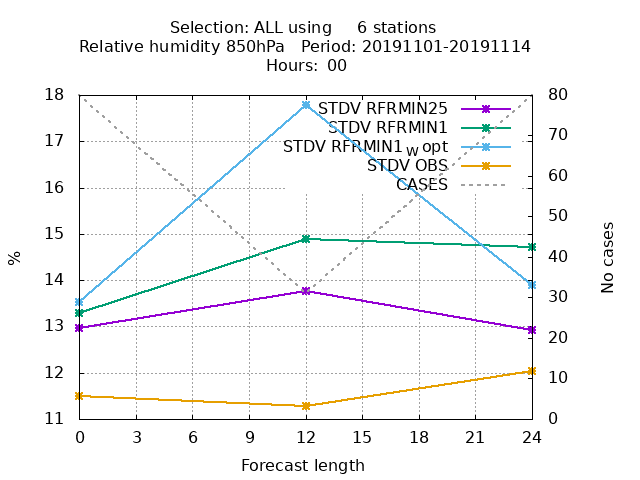 Selection: ALL using     6 stations
Relative humidity 850hPa   Period: 20191101-20191114
Hours: 00
18
17
16
15
14
13
12
11
80
70
60
50
40
30
20
10
0
STDV RFRMIN25
STDV RFRMIN1
STDV RFRMIN1_W opt
STDV OBS
CASES
%
No cases
0 3 6 9 12 15 18 21 24
Forecast length